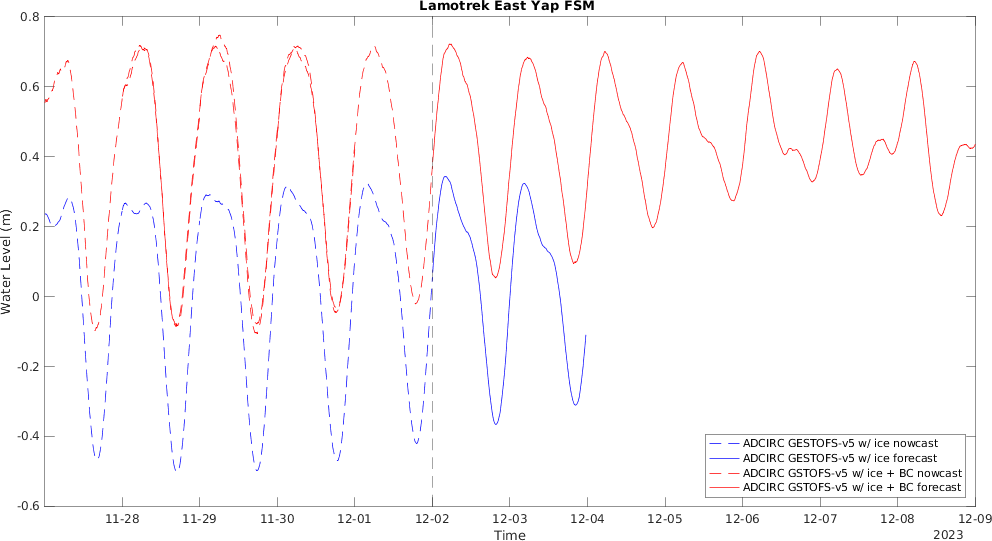 Lamotrek East Yap FSM
Water Level (m)
0.8
0.6
0.4
0.2
0
-0.2
-0.4
-0.6
11-28 11-29 11-30 12-01 12-02 12-03 12-04 12-05 12-06 12-07 12-08 12-09
Time
2023
ADCIRC GESTOFS-v5 w/ ice nowcast
ADCIRC GESTOFS-v5 w/ ice forecast
ADCIRC GSTOFS-v5 w/ ice + BC nowcast
ADCIRC GSTOFS-v5 w/ ice + BC forecast